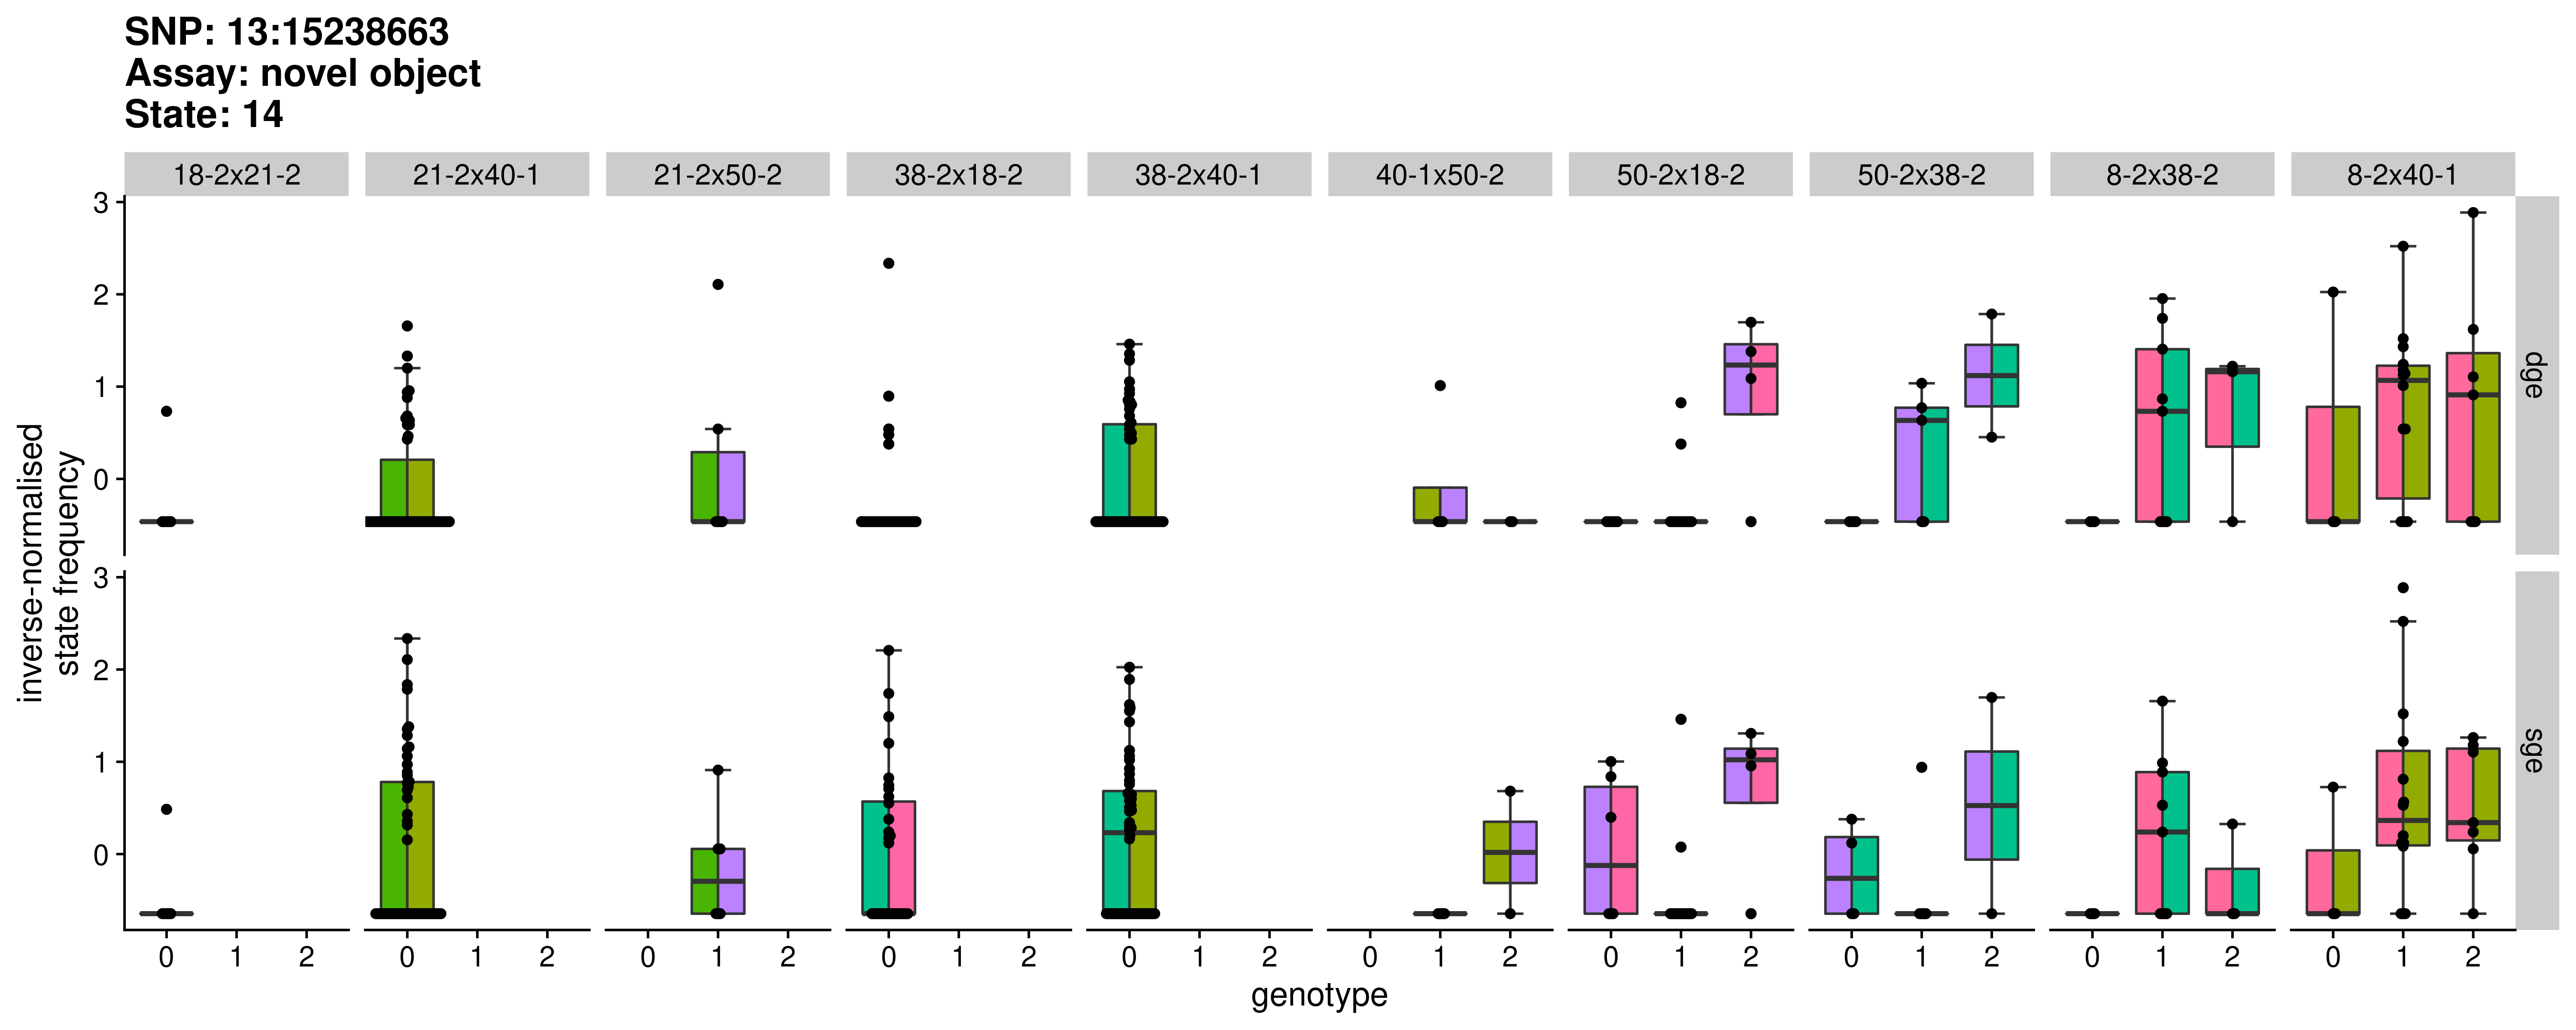 SNP: 13:15238663
Assay: novel object
State: 14
18-2x21-2 21-2x40-1 21-2x50-2 38-2x18-2 38-2x40-1 40-1x50-2 50-2x18-2 50-2x38-2 8-2x38-2 8-2x40-1
inverse-normalised
state frequency
3
2
1
0
dge
3
2
1
0
sge
0 1 2 0 1 2 0 1 2 0 1 2 0 1 2 0 1 2 0 1 2 0 1 2 0 1 2 0 1 2
genotype